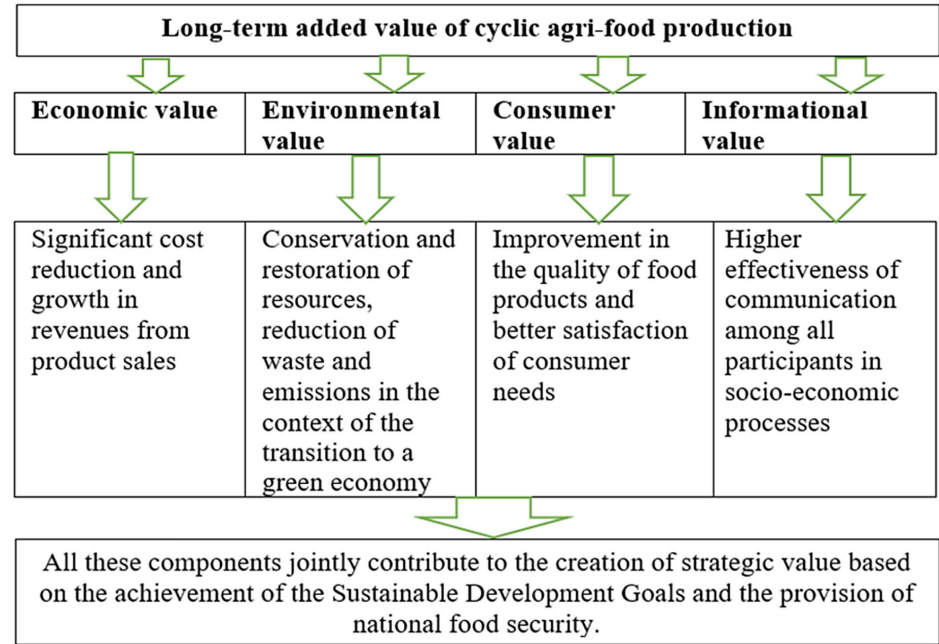 Long-term added value of cyclic agri-food production
Economic value
Environmental
value
Consumer
value
Informational
value
Significant cost
reduction and
growth in
revenues from
product sales
Conservation and
restoration of
resources,
reduction of
waste and
emissions in the
context of the
transition to a
green economy
Improvement in
the quality of food
products and
better satisfaction
of consumer
needs
Higher
effectiveness of
communication
among all
participants in
socio-economic
processes
All these components jointly contribute to the creation of strategic value based
on the achievement of the Sustainable Development Goals and the provision of
national food security.